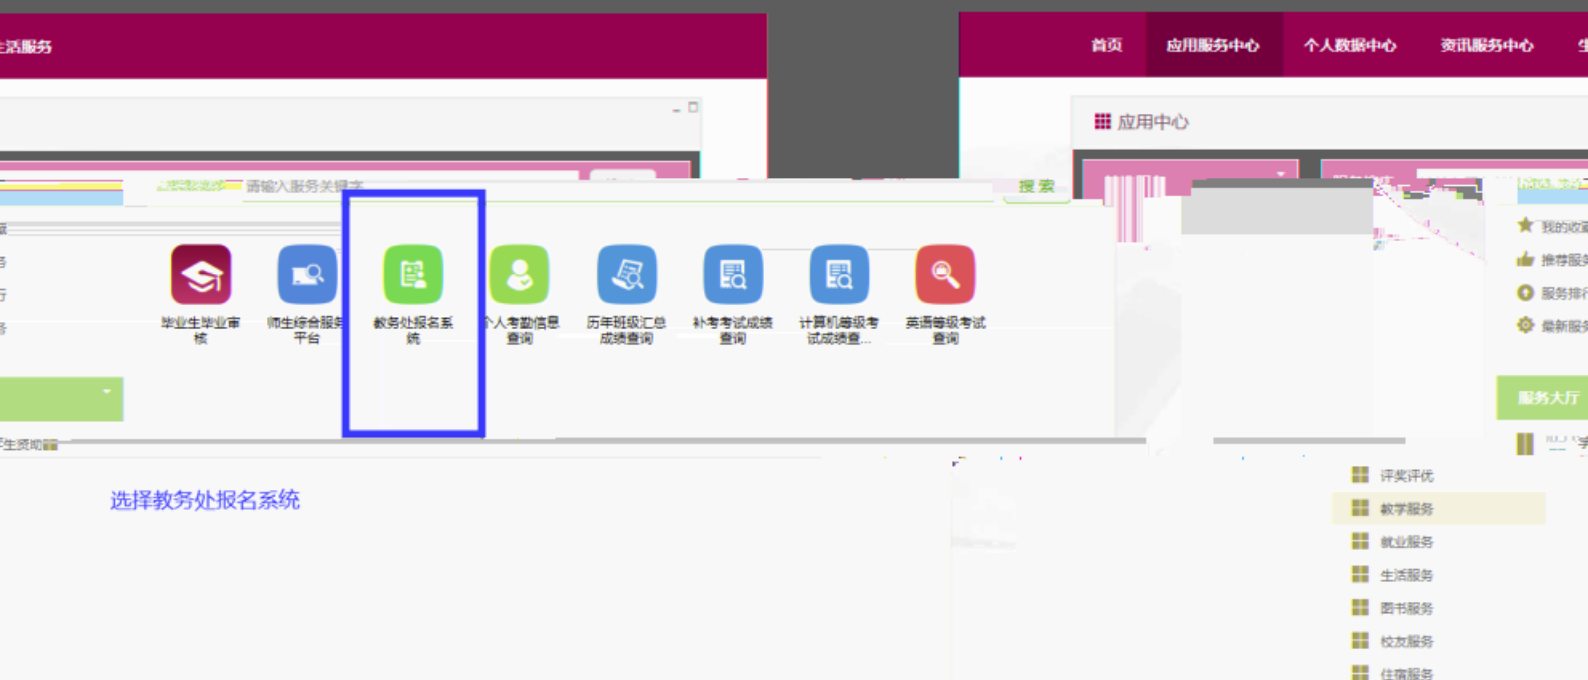 生活服务
首页 应用服务中心 个人数据中心 资讯服务中心
应用中心
请输入服务关键字
搜索
毕业生毕业审
核
师生综合服务
平台
教务处报名系
统
个人考勤信息
查询
历年班级汇总
成绩查询
补考考试成绩
查询
计算机等级考
试成绩查...
英语等级考试
查询
我的收藏
推荐服务
服务排行
最新服务
服务大厅
学生资助
选择教务处报名系统
评奖评优
教学服务
就业服务
生活服务
图书服务
校友服务
住宿服务